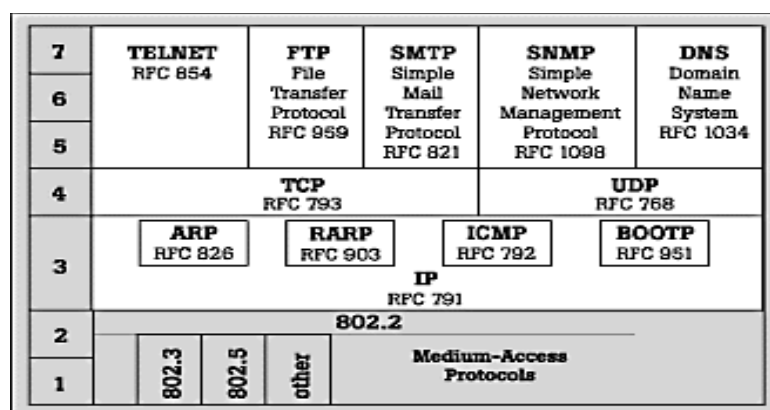 7
TELNET
RFC 854
FTP
File
Transfer
Protocol
RFC 959
SMTP
Simple
Mail
Transfer
Protocol
RFC 821
SNMP
Simple
Network
Management
Protocol
RFC 1098
DNS
Domain
Name
System
RFC 1034
6
5
4
TCP
RFC 793
UDP
RFC 768
3
ARP
RFC 826
RARP
RFC 903
ICMP
RFC 792
BOOTP
RFC 951
IP
RFC 791
2
802.2
1
802.3
802.5
other
Medium-Access
Protocols